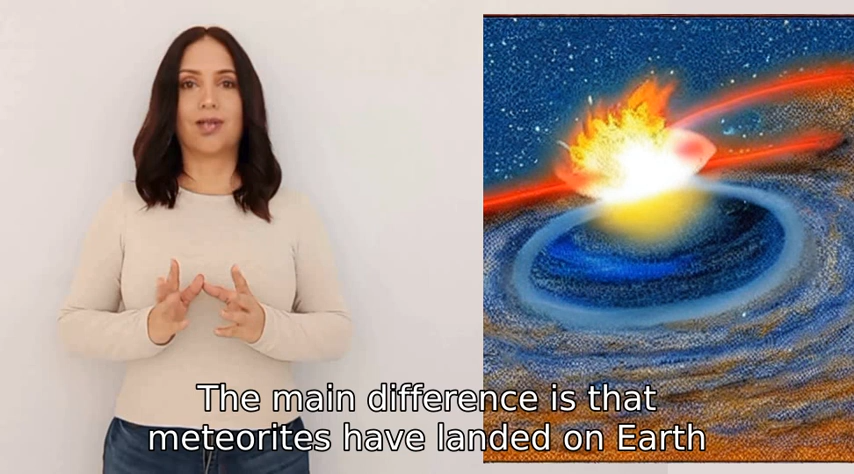 The main difference is that
meteorites have landed on Earth